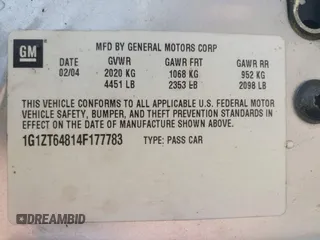 GM
MFD BY GENERAL MOTORS CORP
DATE GVWR GAWR FRT GAWR RR
02/04 2020 KG 1068 KG 952 KG
4451 LB 2353 LB 2098 LB
THIS VEHICLE CONFORMS TO ALL APPLICABLE U.S. FEDERAL MOTOR
VEHICLE SAFETY, BUMPER, AND THEFT PREVENTION STANDARDS IN
EFFECT ON THE DATE OF MANUFACTURE SHOWN ABOVE.
1G1ZT64814F177783 TYPE: PASS CAR
DREAMBID